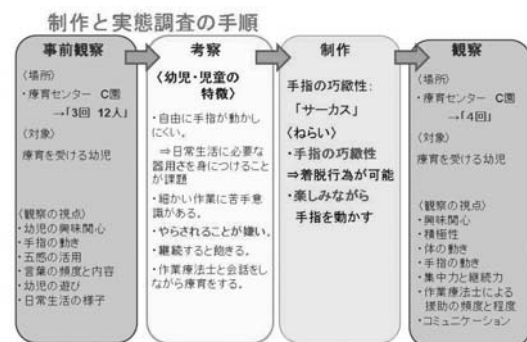 制作と実態調査の手順
事前観察
〈場所〉
・療育センター C園
→「3回 12人」
〈対象〉
療育を受ける幼児
〈観察の視点〉
・幼児の興味関心
・手指の動き
・五感の活用
・言葉の頻度と内容
・幼児の遊び
・日常生活の様子
考察
〈幼児・児童の
特徴〉
・自由に手指が動かし
にくい。
⇒日常生活に必要な
器用さを身につけること
が課題
・細かい作業に苦手意
識がある。
・やらされることが嫌い。
・継続すると飽きる。
・作業療法士と会話をし
ながら療育をする。
制作
手指の巧緻性:
「サーカス」
〈ねらい〉
・手指の巧緻性
⇒着脱行為が可能
・楽しみながら
手指を動かす
観察
〈場所〉
・療育センター C園
→「4回」
〈対象〉
療育を受ける幼児
〈観察の視点〉
・興味関心
・積極性
・体の動き
・手指の動き
・集中力と継続力
・作業療法士による
援助の頻度と程度
・コミュニケーション